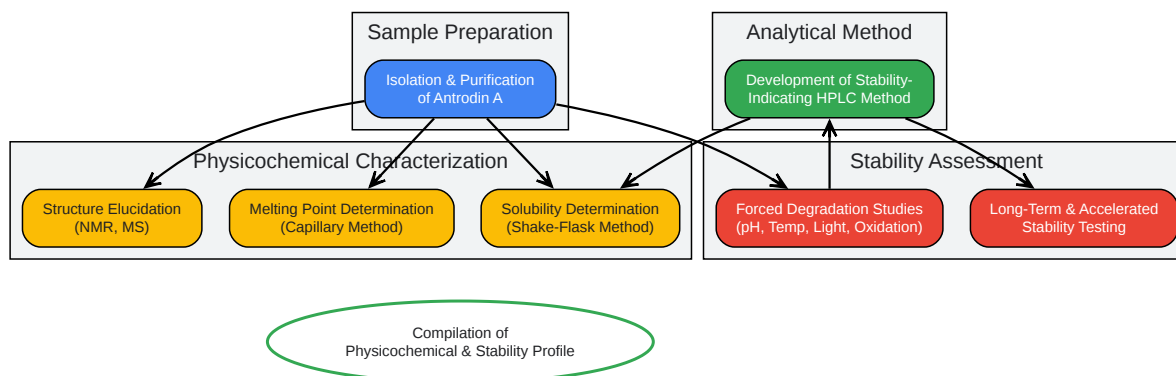 Sample Preparation
Analytical Method
Isolation & Purification
of Antrodin A
Development of Stability-
Indicating HPLC Method
Physicochemical Characterization
Stability Assessment
Structure Elucidation
(NMR, MS)
Melting Point Determination
(Capillary Method)
Solubility Determination
(Shake-Flask Method)
Forced Degradation Studies
(pH, Temp, Light, Oxidation)
Long-Term & Accelerated
Stability Testing
Compilation of
Physicochemical & Stability Profile